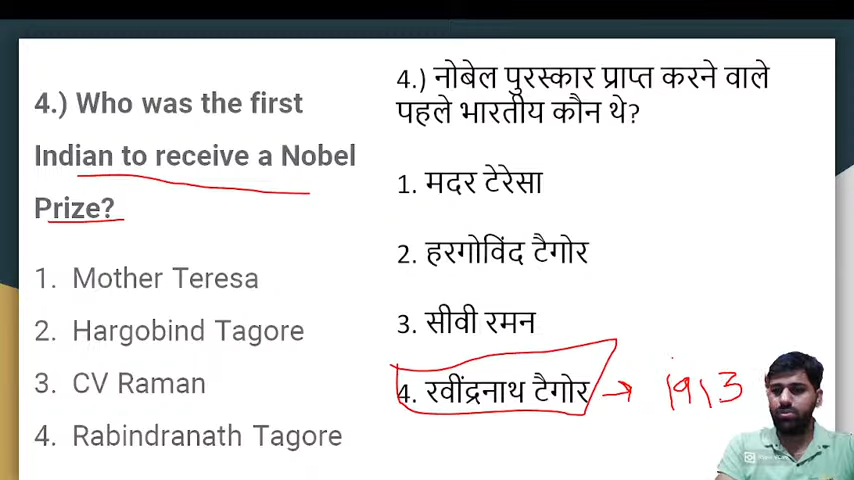 4.) Who was the first
Indian to receive a Nobel
Prize?
1. Mother Teresa
2. Hargobind Tagore
3. CV Raman
4. Rabindranath Tagore
4.) नोबेल पुरस्कार प्राप्त करने वाले
पहले भारतीय कौन थे?
1. मदर टेरेसा
2. हरगोविंद टैगोर
3. सीवी रमन
4. रवींद्रनाथ टैगोर → 1913